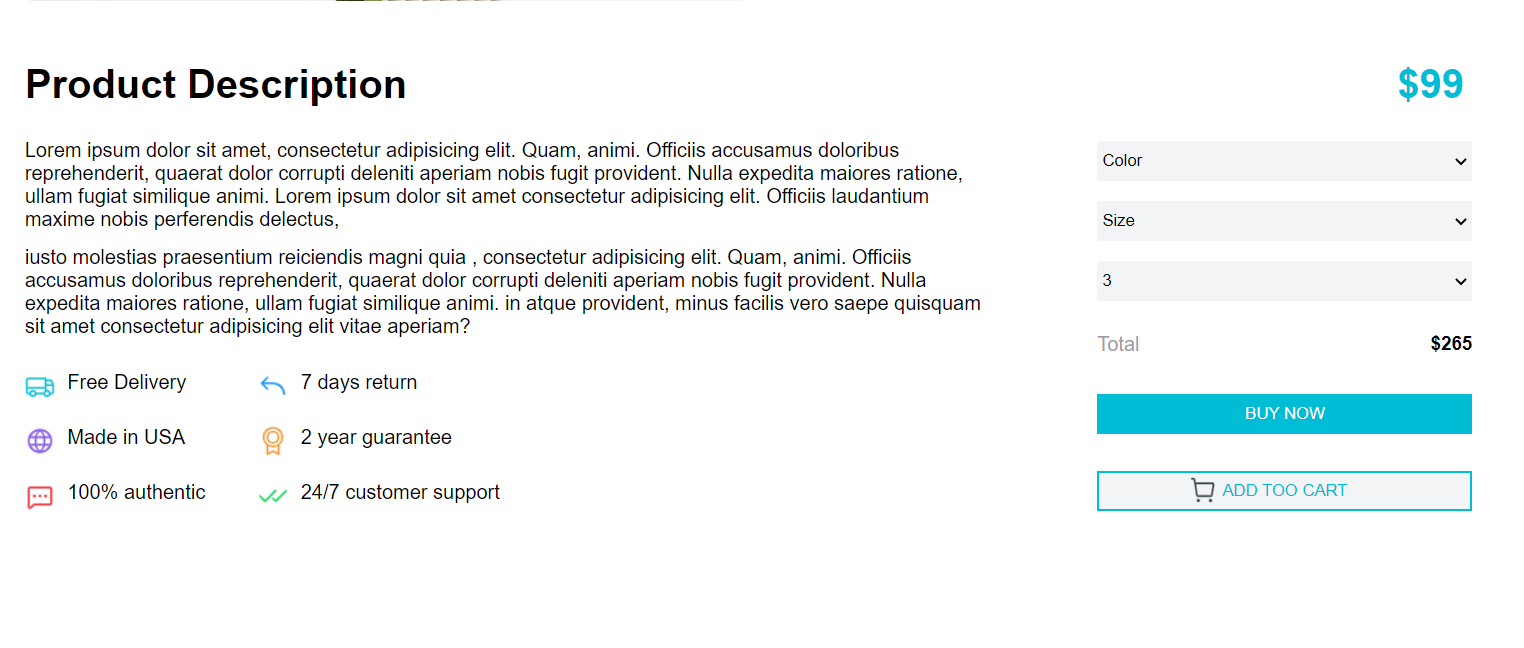 Product Description
$99
Lorem ipsum dolor sit amet, consectetur adipisicing elit. Quam, animi. Officiis accusamus doloribus
reprehenderit, quaerat dolor corrupti deleniti aperiam nobis fugit provident. Nulla expedita maiores ratione,
ullam fugiat similique animi. Lorem ipsum dolor sit amet consectetur adipisicing elit. Officiis laudantium
maxime nobis perferendis delectus,
iusto molestias praesentium reiciendis magni quia , consectetur adipisicing elit. Quam, animi. Officiis
accusamus doloribus reprehenderit, quaerat dolor corrupti deleniti aperiam nobis fugit provident. Nulla
expedita maiores ratione, ullam fugiat similique animi. in atque provident, minus facilis vero saepe quisquam
sit amet consectetur adipisicing elit vitae aperiam?
Free Delivery
7 days return
Made in USA
2 year guarantee
100% authentic
24/7 customer support
Color
Size
3
Total
$265
BUY NOW
ADD TOO CART